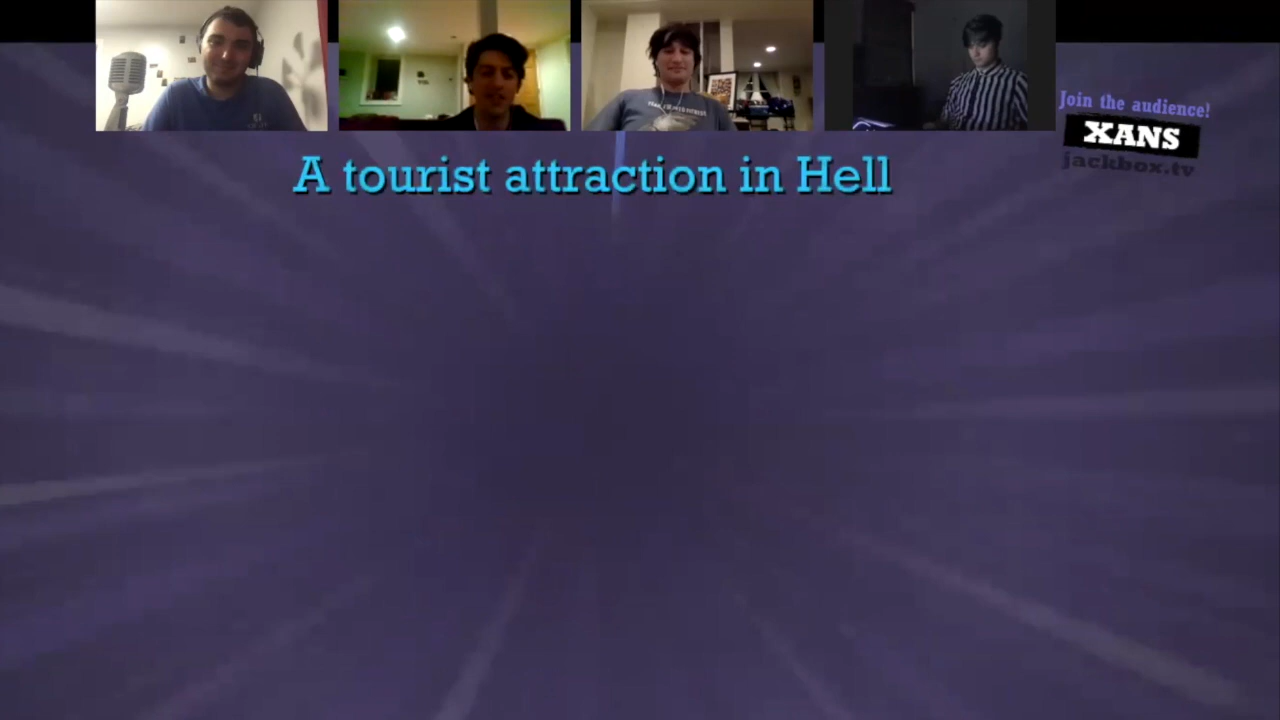 Join the audience!
XANS
jackbox.tv
A tourist attraction in Hell